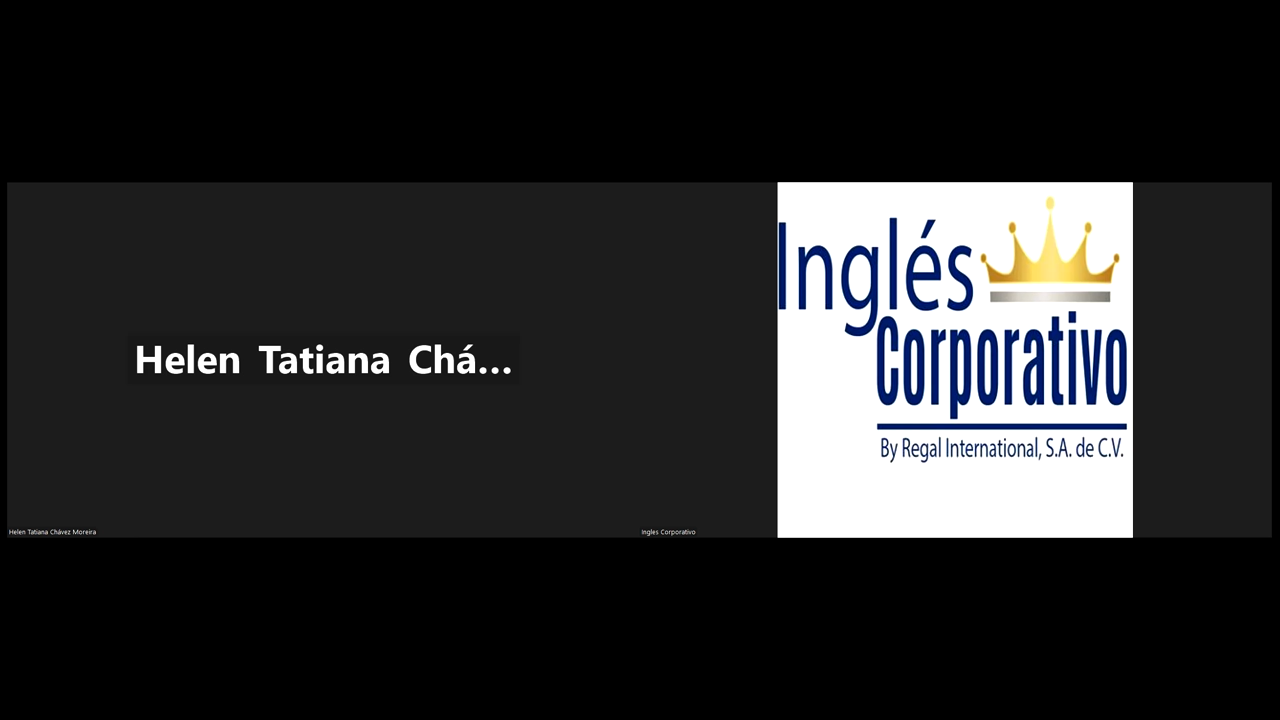 Helen Tatiana Chá...
Helen Tatiana Chávez Moreira
Inglés
Corporativo
By Regal International, S.A. de C.V.
Ingles Corporativo